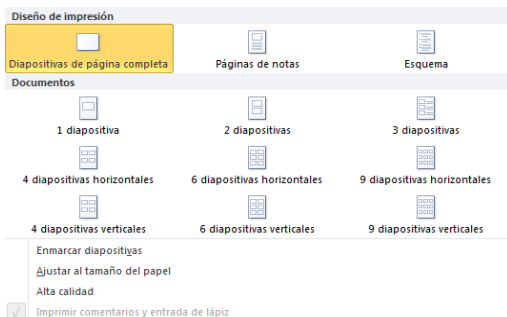 Diseño de impresión
Diapositivas de página completa Páginas de notas Esquema
Documentos
1 diapositiva 2 diapositivas 3 diapositivas
4 diapositivas horizontales 6 diapositivas horizontales 9 diapositivas horizontales
4 diapositivas verticales 6 diapositivas verticales 9 diapositivas verticales
Enmarcar diapositivas
Ajustar al tamaño del papel
Alta calidad
Imprimir comentarios y entrada de lápiz